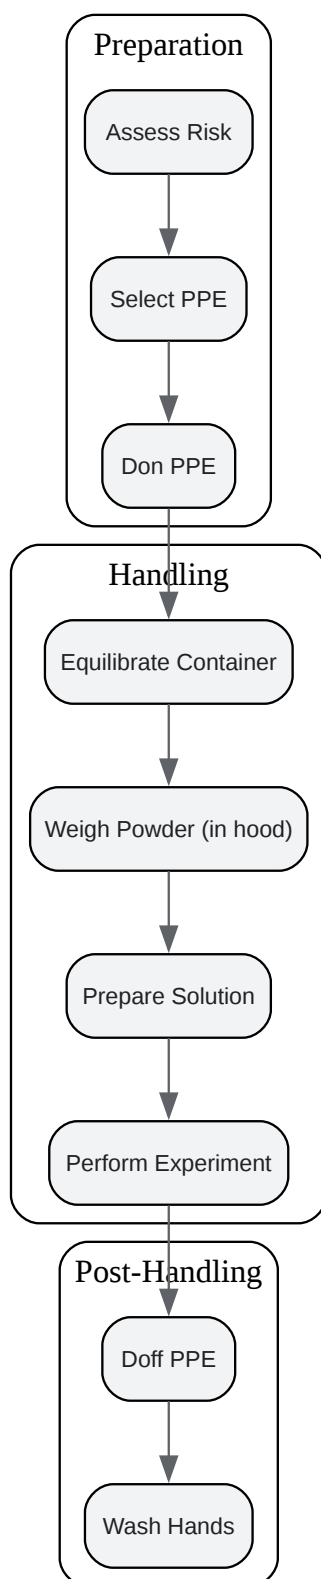 Preparation
Assess Risk
Select PPE
Don PPE
Handling
Equilibrate Container
Weigh Powder (in hood)
Prepare Solution
Perform Experiment
Post-Handling
Doff PPE
Wash Hands